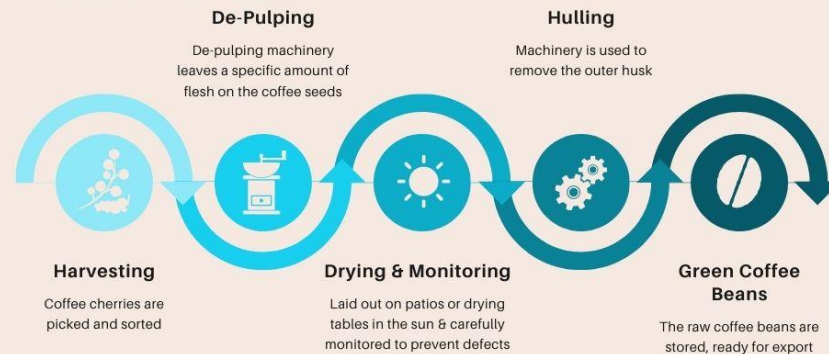 De-Pulping
De-pulping machinery
leaves a specific amount of
flesh on the coffee seeds
Hulling
Machinery is used to
remove the outer husk
Harvesting
Coffee cherries are
picked and sorted
Drying & Monitoring
Laid out on patios or drying
tables in the sun & carefully
monitored to prevent defects
Green Coffee
Beans
The raw coffee beans are
stored, ready for export